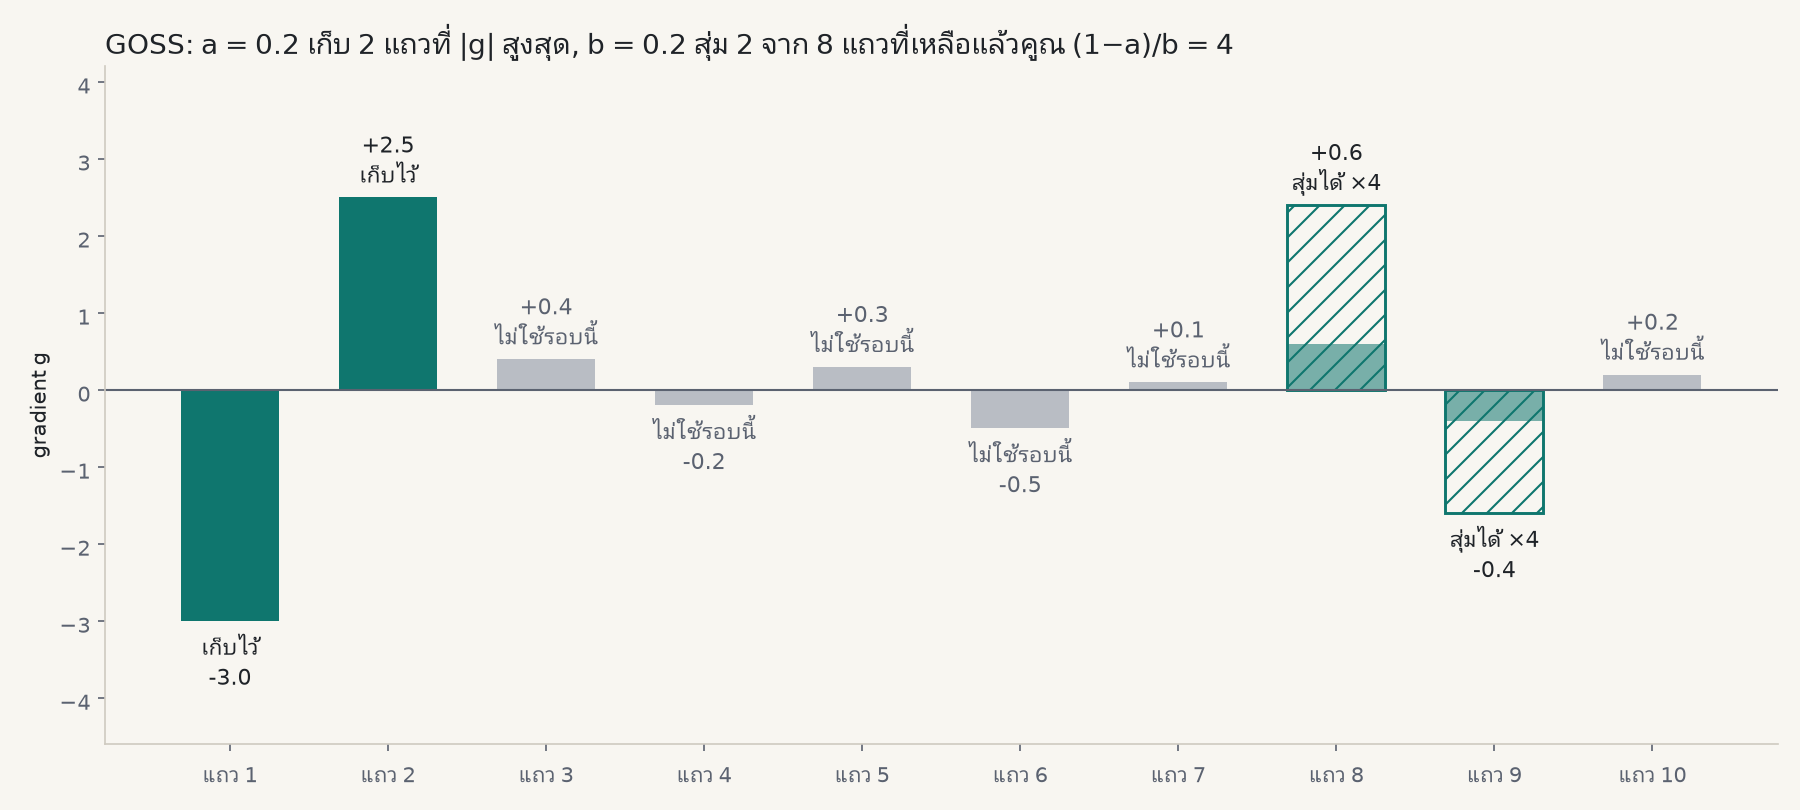 GOSS: a = 0.2 เก็บ 2 แถวที่ |g| สูงสุด, b = 0.2 สุ่ม 2 จาก 8 แถวที่เหลือแล้วคูณ (1−a)/b = 4
gradient g
4
3
2
1
0
−1
−2
−3
−4
เก็บไว้
-3.0
+2.5
เก็บไว้
+0.4
ไม่ใช้รอบนี้
ไม่ใช้รอบนี้
-0.2
+0.3
ไม่ใช้รอบนี้
ไม่ใช้รอบนี้
-0.5
+0.1
ไม่ใช้รอบนี้
+0.6
สุ่มได้ ×4
สุ่มได้ ×4
-0.4
+0.2
ไม่ใช้รอบนี้
แถว 1
แถว 2
แถว 3
แถว 4
แถว 5
แถว 6
แถว 7
แถว 8
แถว 9
แถว 10